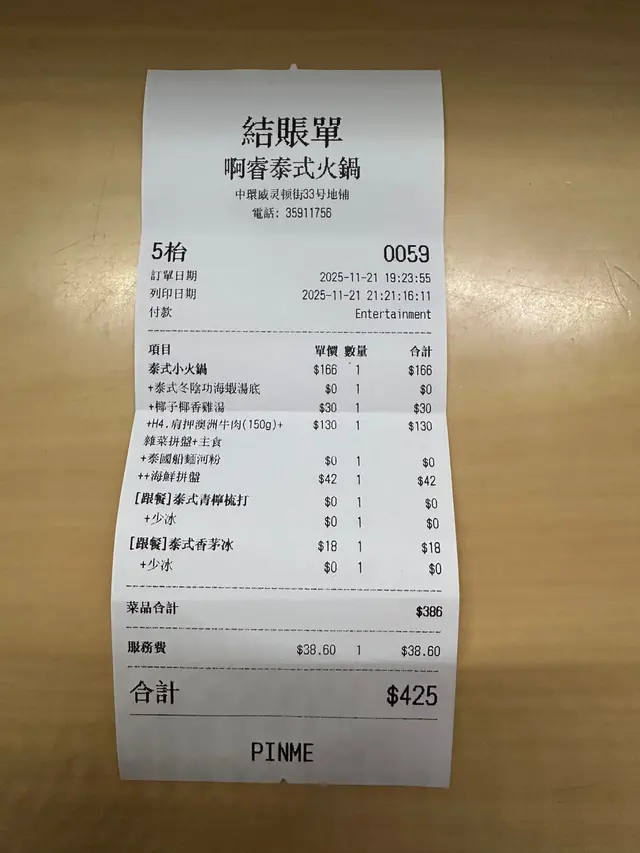 結賬單
啊睿泰式火鍋
中環威灵顿街33号地铺
電話: 35911756
5枱 0059
訂單日期 2025-11-21 19:23:55
列印日期 2025-11-21 21:21:16:11
付款 Entertainment
項目 單價 數量 合計
泰式小火鍋 $166 1 $166
+泰式冬陰功海蝦湯底 $0 1 $0
+椰子椰香雞湯 $30 1 $30
+H4.肩押澳洲牛肉(150g)+ $130 1 $130
雜菜拼盤+主食
+泰國船麵河粉 $0 1 $0
++海鮮拼盤 $42 1 $42
[跟餐]泰式青檸梳打 $0 1 $0
+少冰 $0 1 $0
[跟餐]泰式香茅冰 $18 1 $18
+少冰 $0 1 $0
菜品合計 $386
服務費 $38.60 1 $38.60
合計 $425
PINME